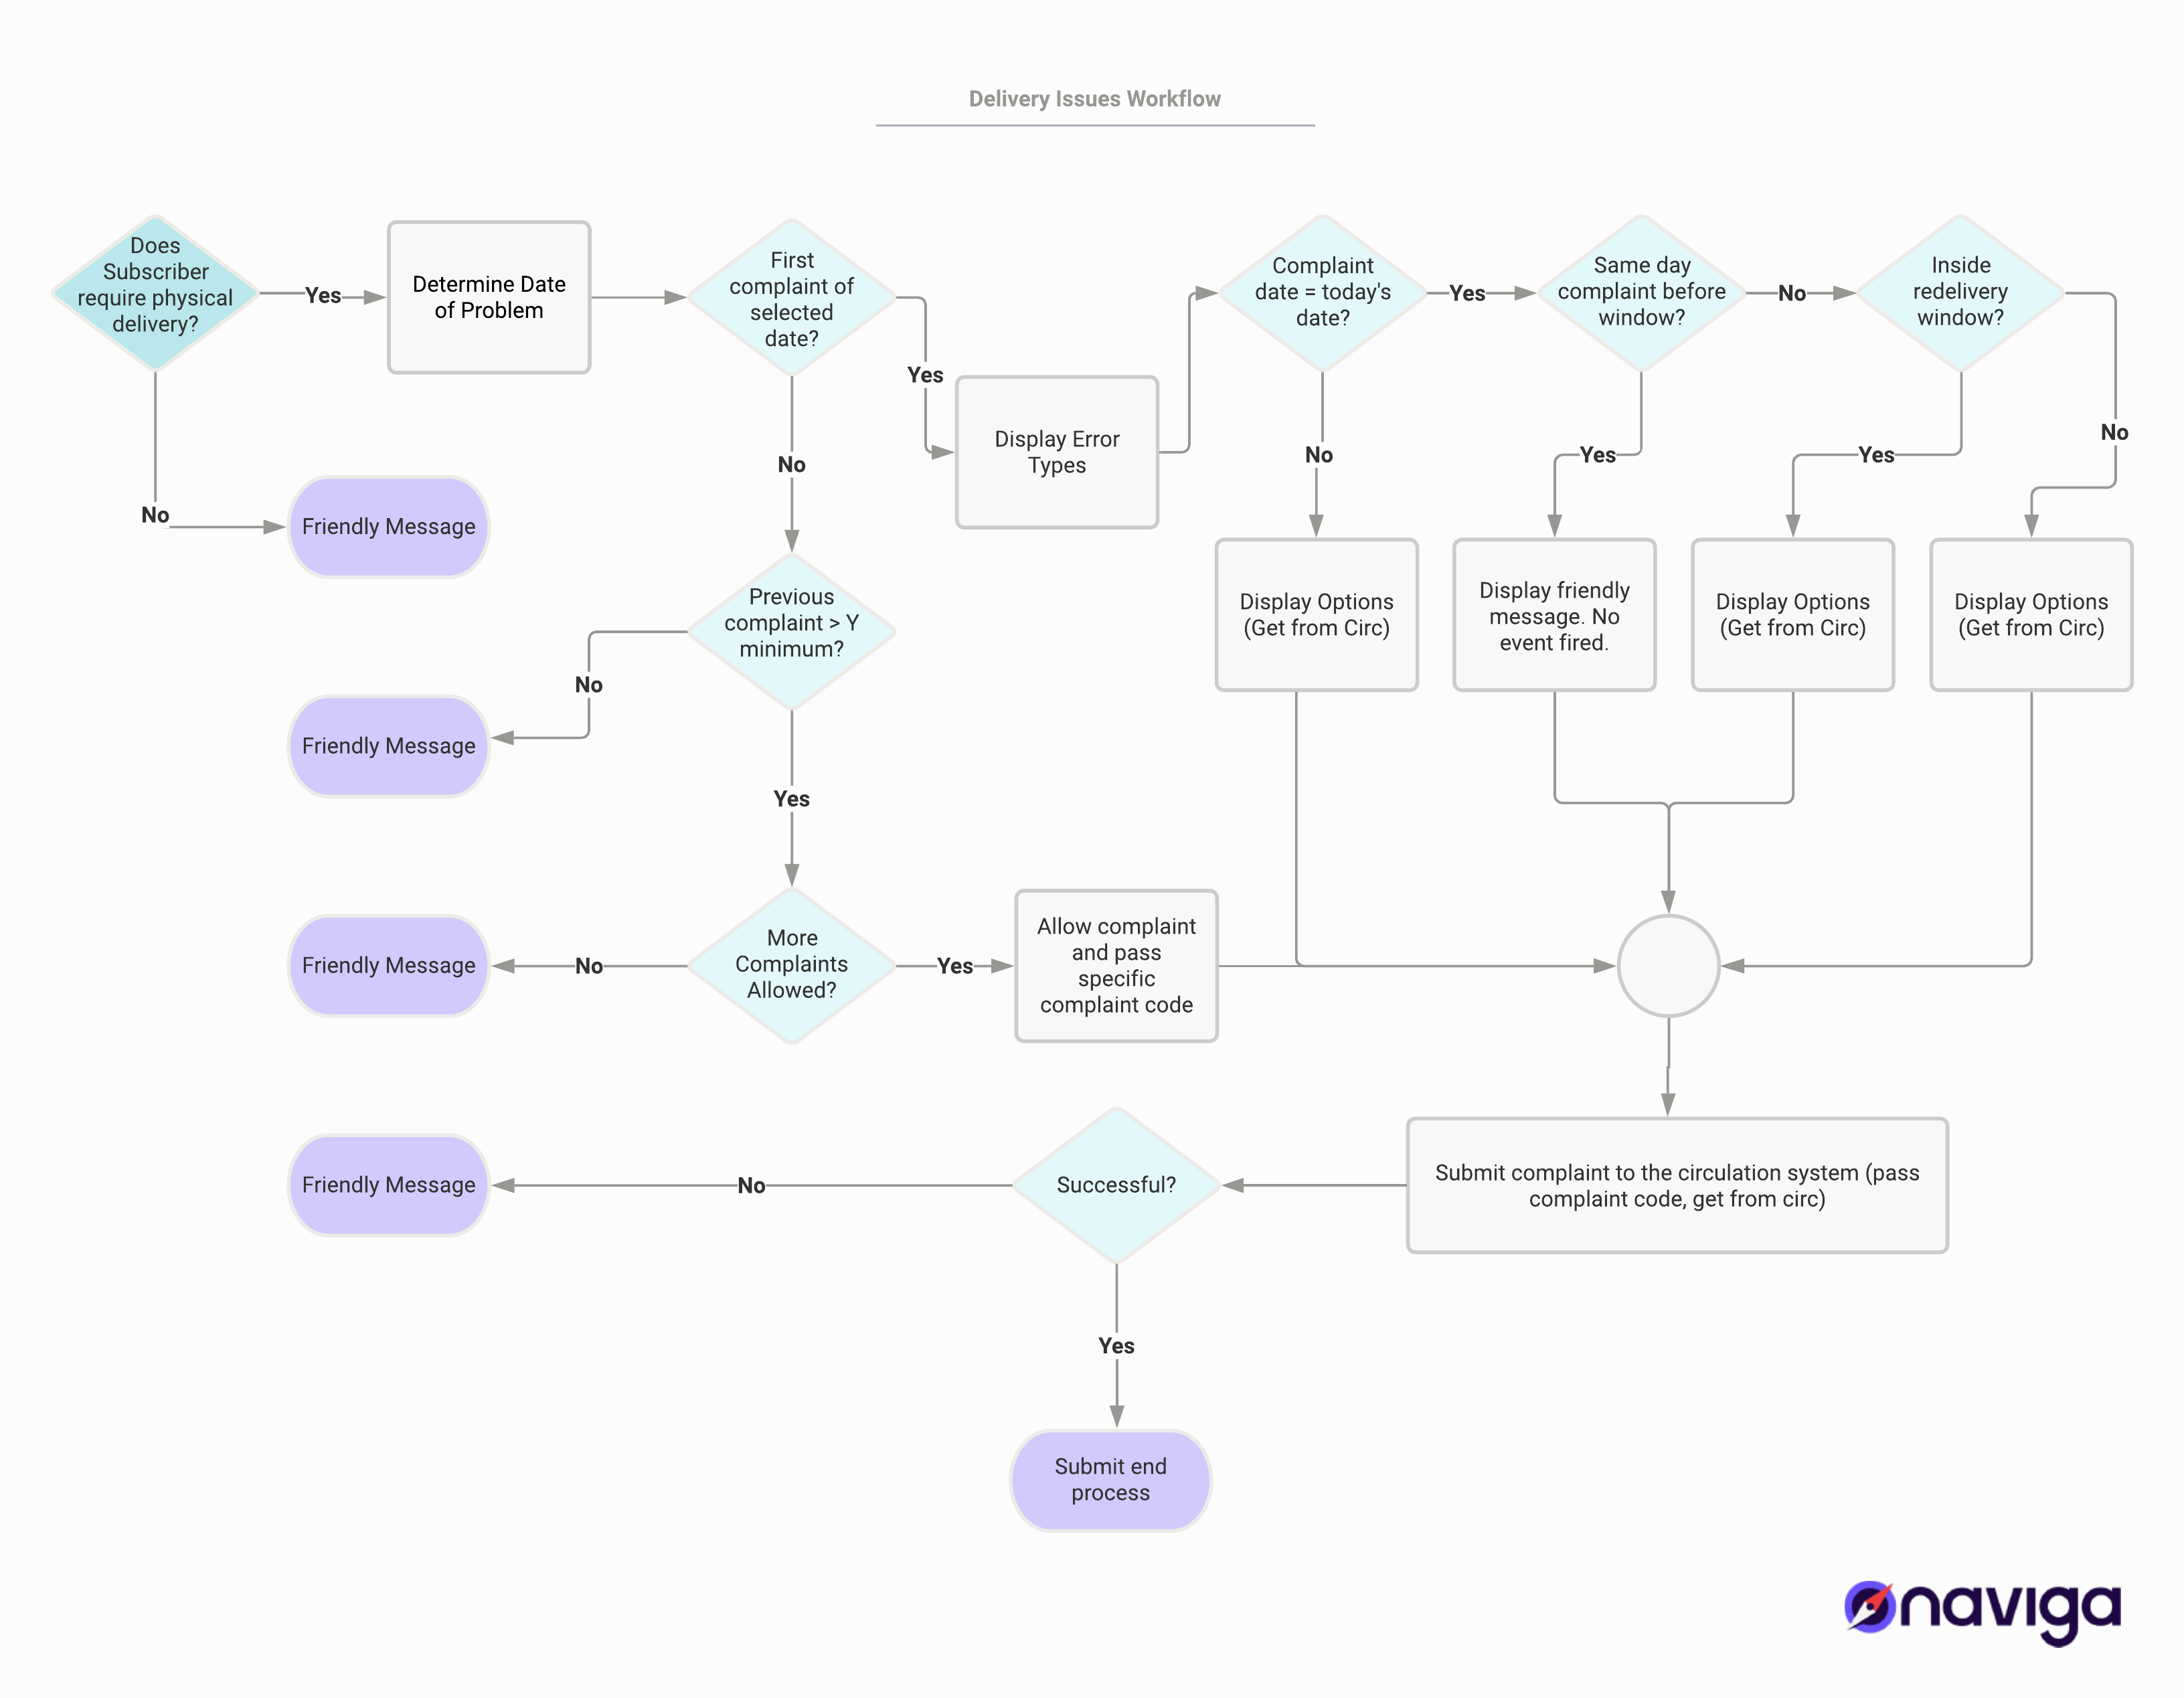 Delivery Issues Workflow
Does
Subscriber
require physical
delivery?
Yes
Determine Date
of Problem
First
complaint of
selected
date?
Yes
Display Error
Types
Complaint
date = today's
date?
Yes
Same day
complaint before
window?
No
Inside
redelivery
window?
No
No
Yes
Yes
No
No
Friendly Message
Display Options
(Get from Circ)
Display friendly
message. No
event fired.
Display Options
(Get from Circ)
Display Options
(Get from Circ)
Previous
complaint > Y
minimum?
No
Friendly Message
Yes
More
Complaints
Allowed?
No
Friendly Message
Yes
Allow complaint
and pass
specific
complaint code
Submit complaint to the circulation system (pass
complaint code, get from circ)
Successful?
No
Friendly Message
Yes
Submit end
process
naviga